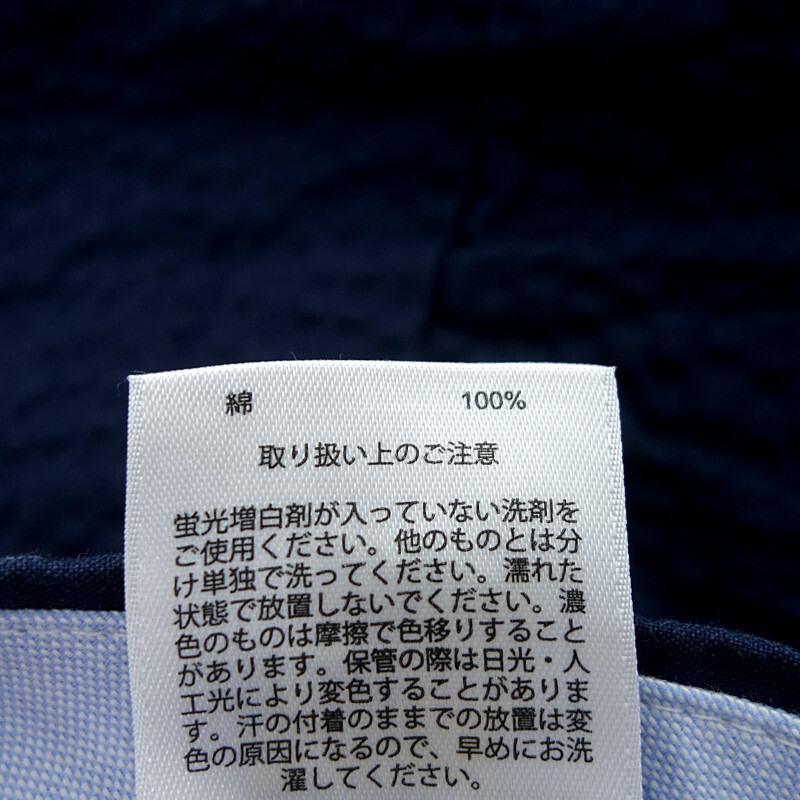 綿 100%
取り扱い上のご注意
蛍光増白剤が入っていない洗剤を
ご使用ください。他のものとは分
け単独で洗ってください。濡れた
状態で放置しないでください。濃
色のものは摩擦で色移りすること
があります。保管の際は日光・人
工光により変色することがありま
す。汗の付着のままでの放置は変
色の原因になるので、早めにお洗
濯してください。